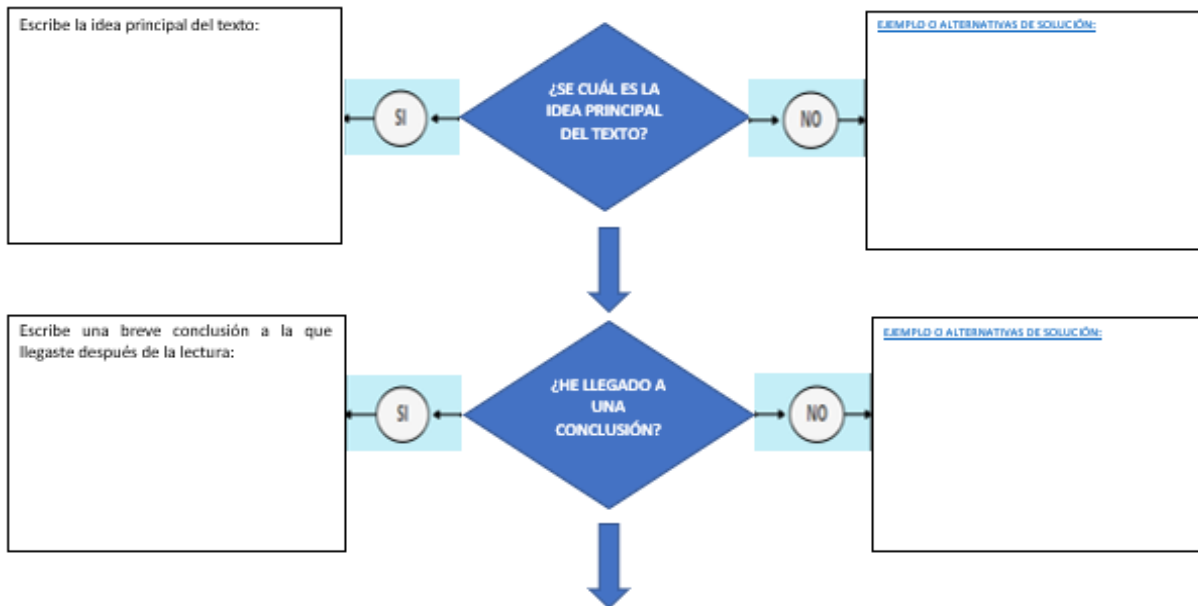 Escribe la idea principal del texto:
SI
¿SE CUÁL ES LA
IDEA PRINCIPAL
DEL TEXTO?
NO
EJEMPLO O ALTERNATIVAS DE SOLUCIÓN:
Escribe una breve conclusión a la que
llegaste después de la lectura:
SI
¿HE LLEGADO A
UNA
CONCLUSIÓN?
NO
EJEMPLO O ALTERNATIVAS DE SOLUCIÓN: